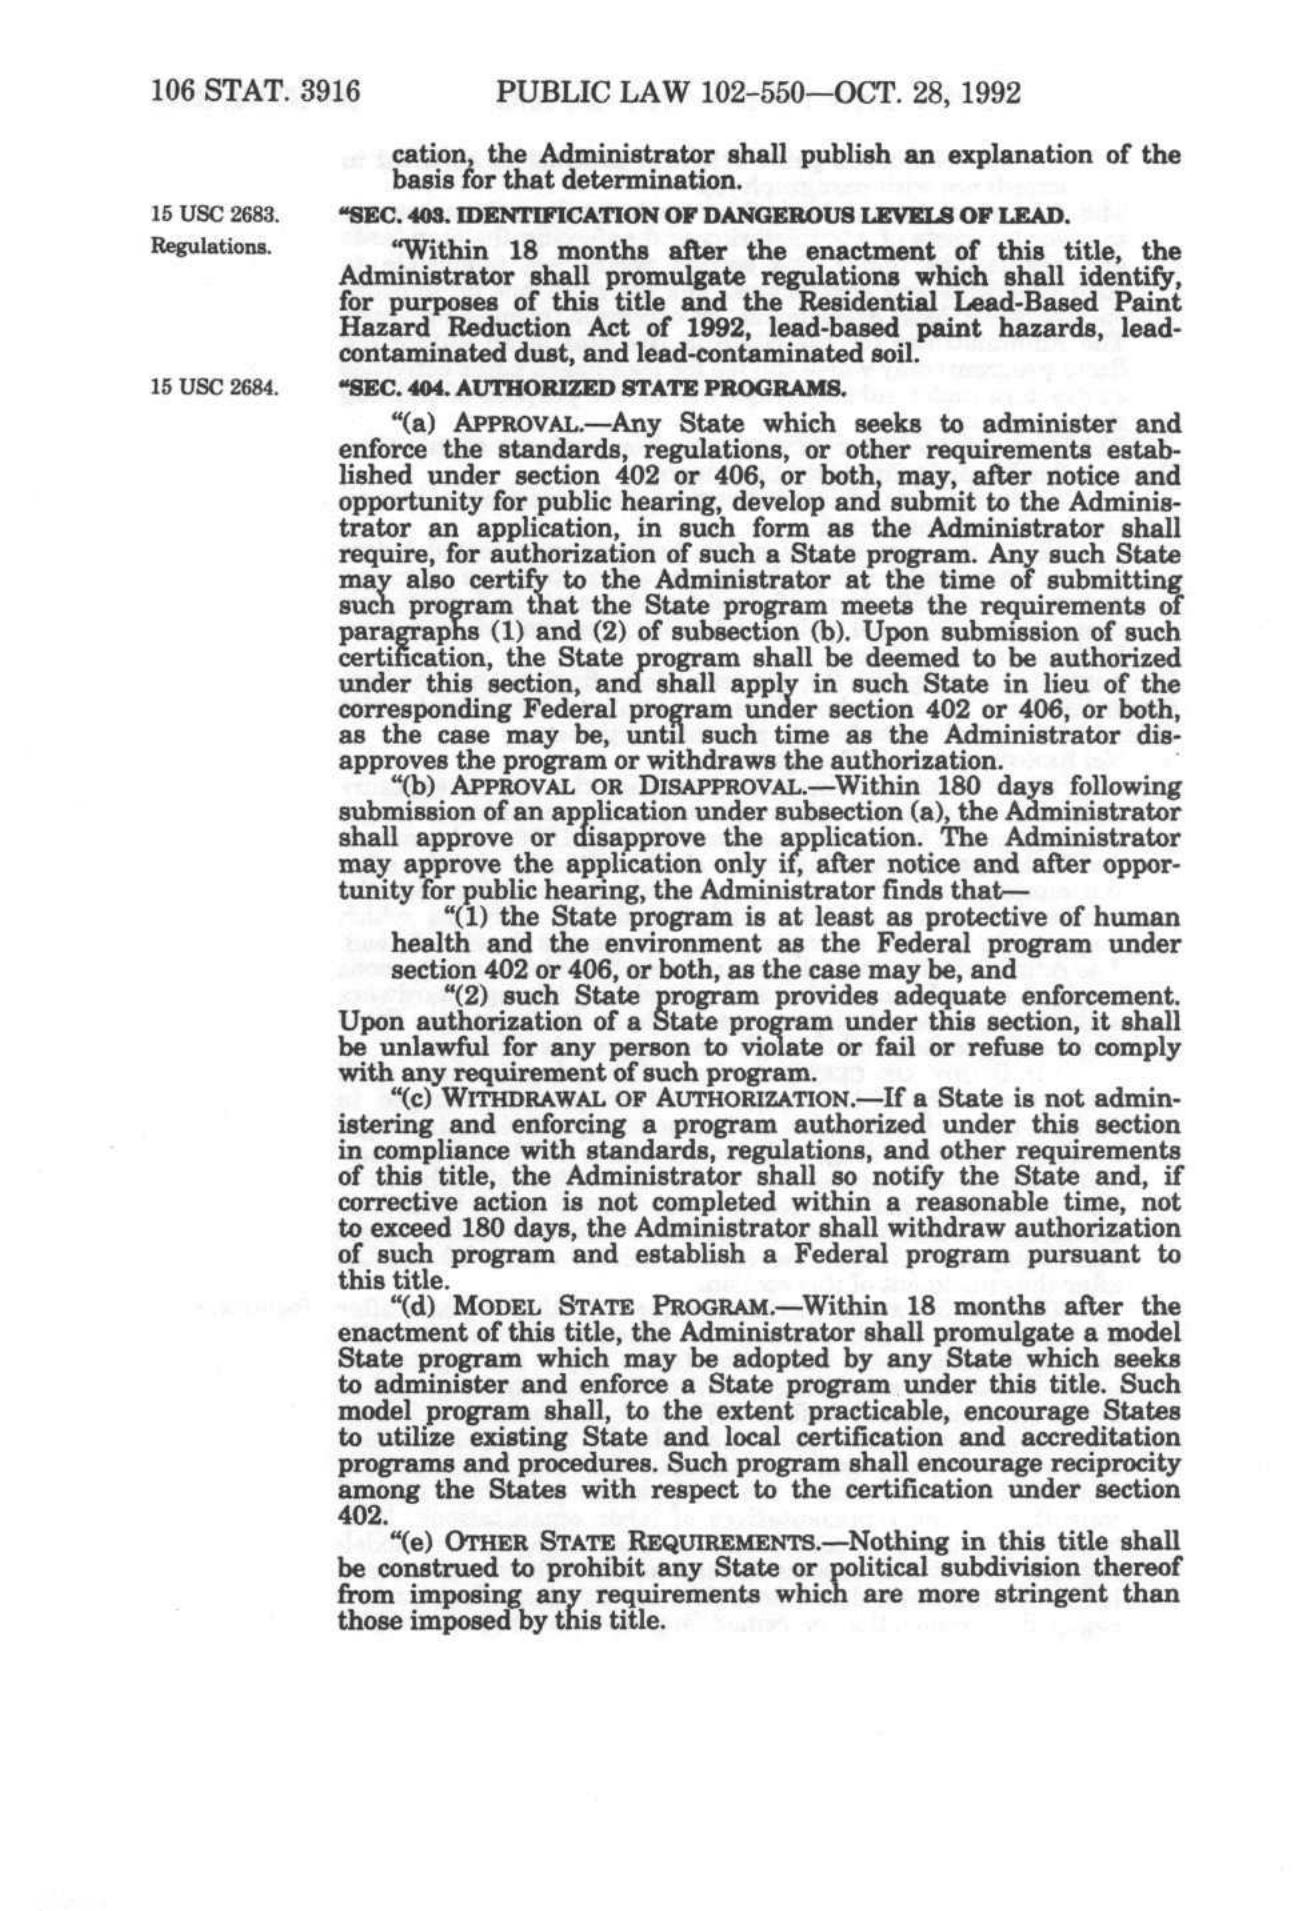 106 STAT. 3916 PUBLIC LAW 102–550—OCT. 28, 1992
cation, the Administrator shall publish an explanation of the
basis for that determination.
15 USC 2683. “SEC. 403. IDENTIFICATION OF DANGEROUS LEVELS OF LEAD.
Regulations. “Within 18 months after the enactment of this title, the
Administrator shall promulgate regulations which shall identify,
for purposes of this title and the Residential Lead-Based Paint
Hazard Reduction Act of 1992, lead-based paint hazards, lead-
contaminated dust, and lead-contaminated soil.
15 USC 2684. “SEC. 404. AUTHORIZED STATE PROGRAMS.
“(a) APPROVAL.—Any State which seeks to administer and
enforce the standards, regulations, or other requirements estab-
lished under section 402 or 406, or both, may, after notice and
opportunity for public hearing, develop and submit to the Adminis-
trator an application, in such form as the Administrator shall
require, for authorization of such a State program. Any such State
may also certify to the Administrator at the time of submitting
such program that the State program meets the requirements of
paragraphs (1) and (2) of subsection (b). Upon submission of such
certification, the State program shall be deemed to be authorized
under this section, and shall apply in such State in lieu of the
corresponding Federal program under section 402 or 406, or both,
as the case may be, until such time as the Administrator dis-
approves the program or withdraws the authorization.
“(b) APPROVAL OR DISAPPROVAL.—Within 180 days following
submission of an application under subsection (a), the Administrator
shall approve or disapprove the application. The Administrator
may approve the application only if, after notice and after oppor-
tunity for public hearing, the Administrator finds that—
“(1) the State program is at least as protective of human
health and the environment as the Federal program under
section 402 or 406, or both, as the case may be, and
“(2) such State program provides adequate enforcement.
Upon authorization of a State program under this section, it shall
be unlawful for any person to violate or fail or refuse to comply
with any requirement of such program.
“(c) WITHDRAWAL OF AUTHORIZATION.—If a State is not admin-
istering and enforcing a program authorized under this section
in compliance with standards, regulations, and other requirements
of this title, the Administrator shall so notify the State and, if
corrective action is not completed within a reasonable time, not
to exceed 180 days, the Administrator shall withdraw authorization
of such program and establish a Federal program pursuant to
this title.
“(d) MODEL STATE PROGRAM.—Within 18 months after the
enactment of this title, the Administrator shall promulgate a model
State program which may be adopted by any State which seeks
to administer and enforce a State program under this title. Such
model program shall, to the extent practicable, encourage States
to utilize existing State and local certification and accreditation
programs and procedures. Such program shall encourage reciprocity
among the States with respect to the certification under section
402.
“(e) OTHER STATE REQUIREMENTS.—Nothing in this title shall
be construed to prohibit any State or political subdivision thereof
from imposing any requirements which are more stringent than
those imposed by this title.